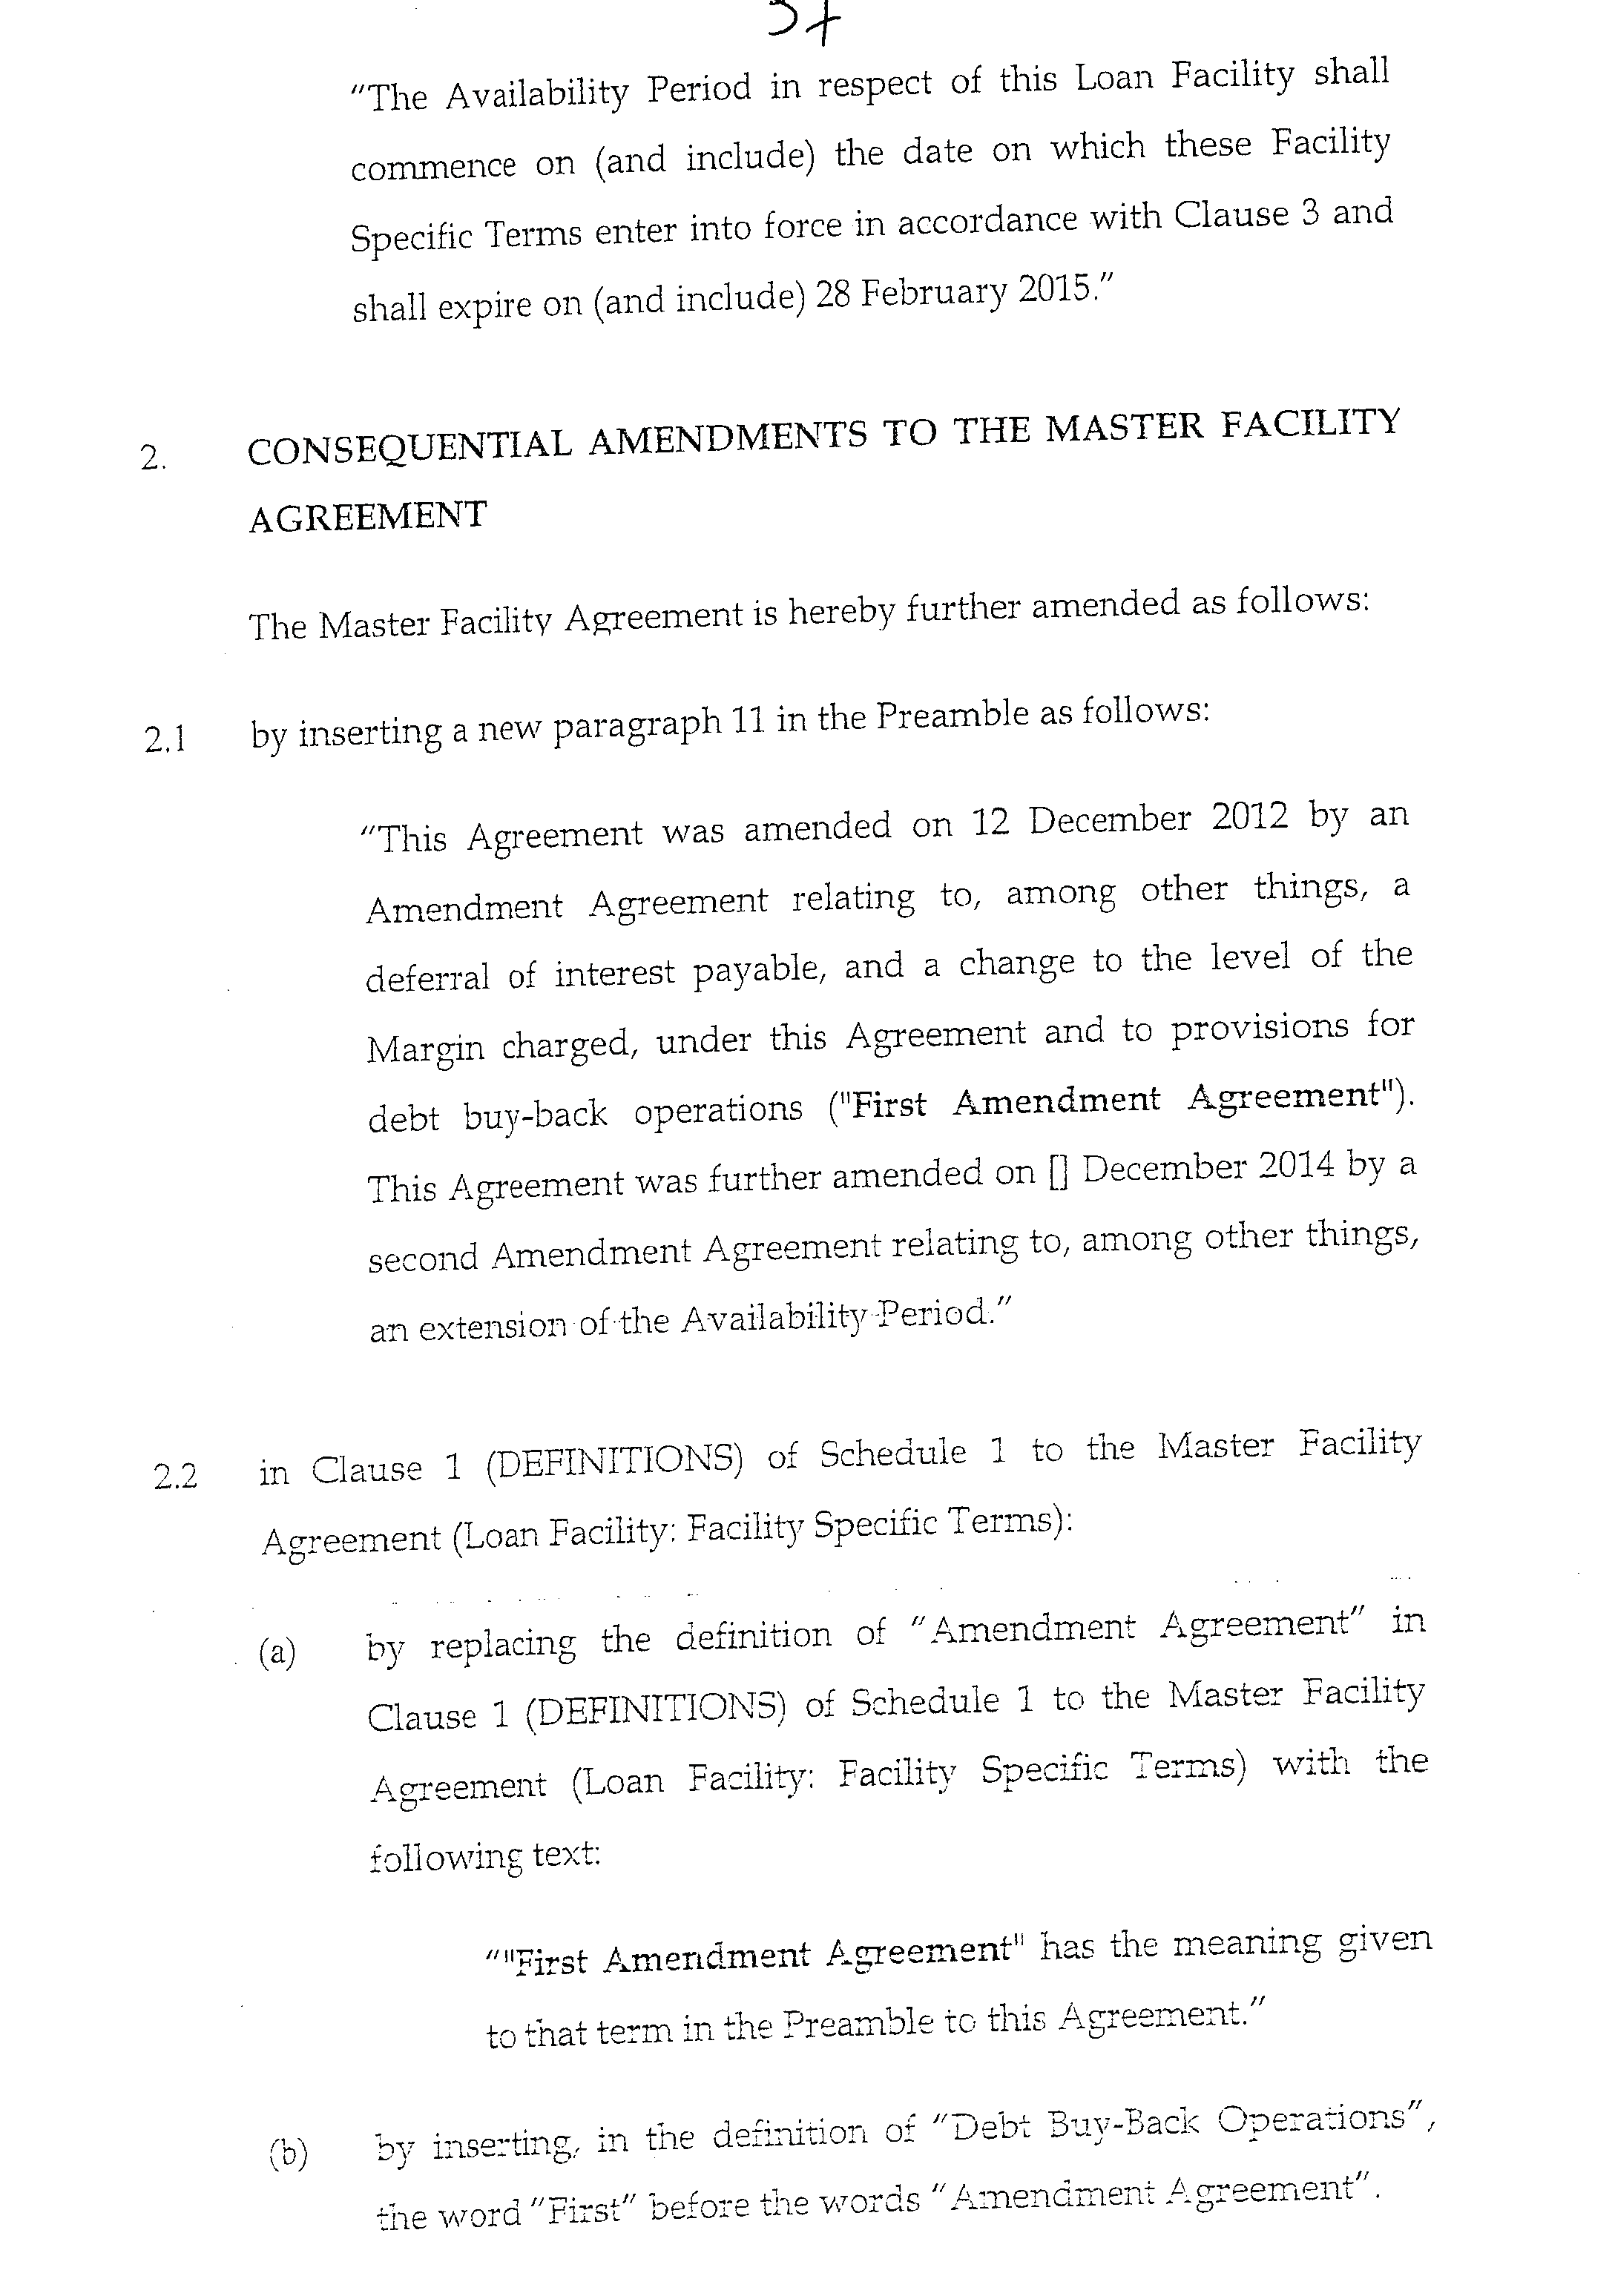 "The Availability Period in respect of this Loan Facility shall
commence on (and include) the date on which these Facility
Specific Terms enter into force in accordance with Clause 3 and
shall expire on (and include) 28 February 2015."
2. CONSEQUENTIAL AMENDMENTS TO THE MASTER FACILITY
AGREEMENT
The Master Facility Agreement is hereby further amended as follows:
2.1 by inserting a new paragraph 11 in the Preamble as follows:
"This Agreement was amended on 12 December 2012 by an
Amendment Agreement relating to, among other things, a
deferral of interest payable, and a change to the level of the
Margin charged, under this Agreement and to provisions for
debt buy-back operations ("First Amendment Agreement").
This Agreement was further amended on [] December 2014 by a
second Amendment Agreement relating to, among other things,
an extension of the Availability Period."
2.2 in Clause 1 (DEFINITIONS) of Schedule 1 to the Master Facility
Agreement (Loan Facility: Facility Specific Terms):
(a) by replacing the definition of "Amendment Agreement" in
Clause 1 (DEFINITIONS) of Schedule 1 to the Master Facility
Agreement (Loan Facility: Facility Specific Terms) with the
following text:
""First Amendment Agreement" has the meaning given
to that term in the Preamble to this Agreement."
(b) by inserting, in the definition of "Debt Buy-Back Operations",
the word "First" before the words "Amendment Agreement".